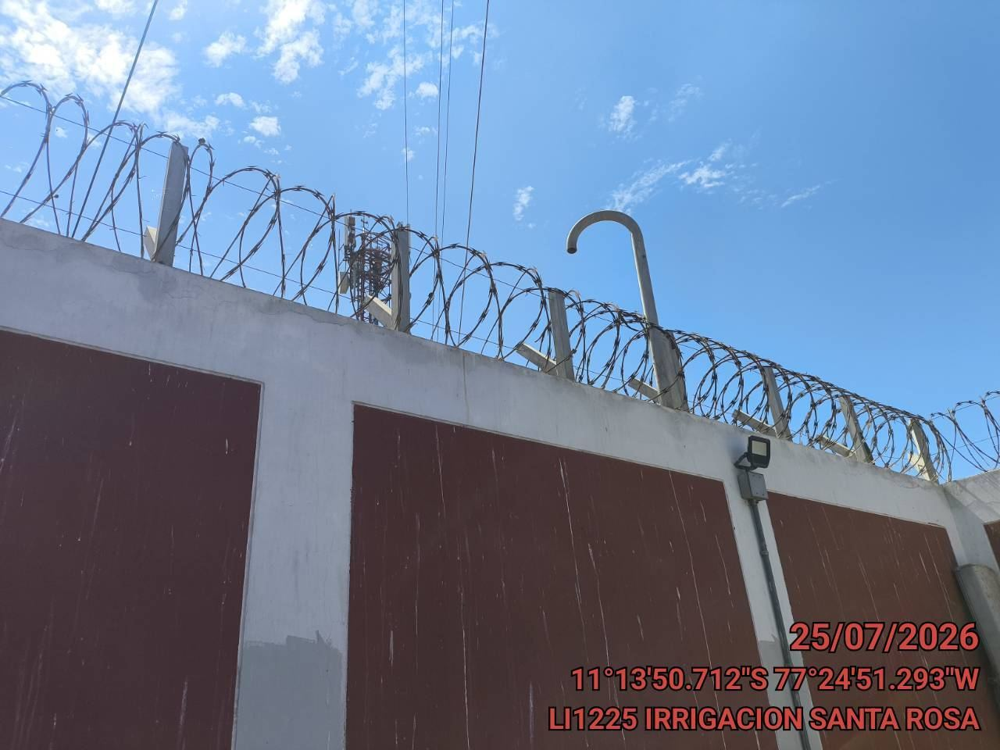 25/07/2026
11°13'50.712"S 77°24'51.293"W
LI1225 IRRIGACION SANTA ROSA